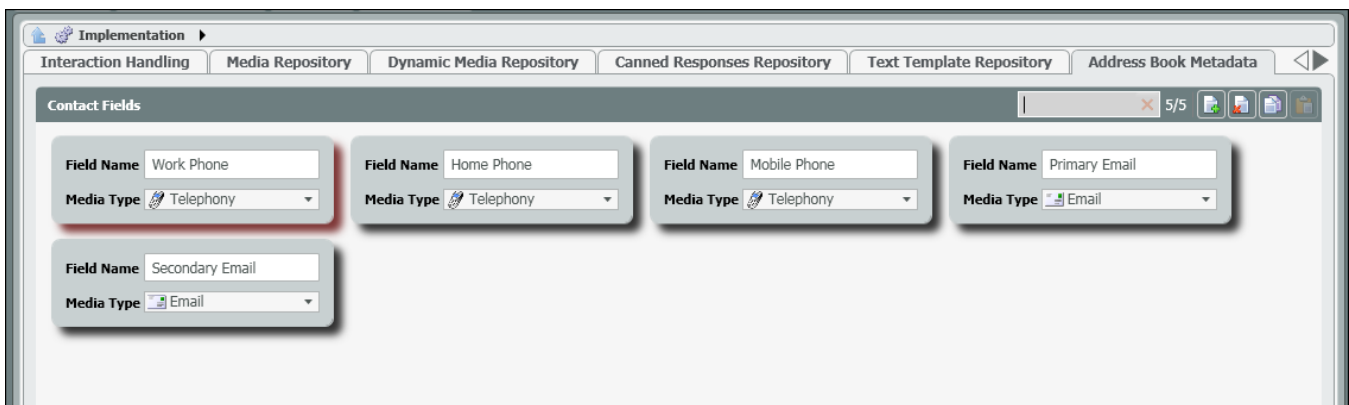 Implementation
Interaction Handling Media Repository Dynamic Media Repository Canned Responses Repository Text Template Repository Address Book Metadata
Contact Fields 5/5
Field Name Work Phone Field Name Home Phone Field Name Mobile Phone Field Name Primary Email
Media Type Telephony Media Type Telephony Media Type Telephony Media Type Email
Field Name Secondary Email
Media Type Email